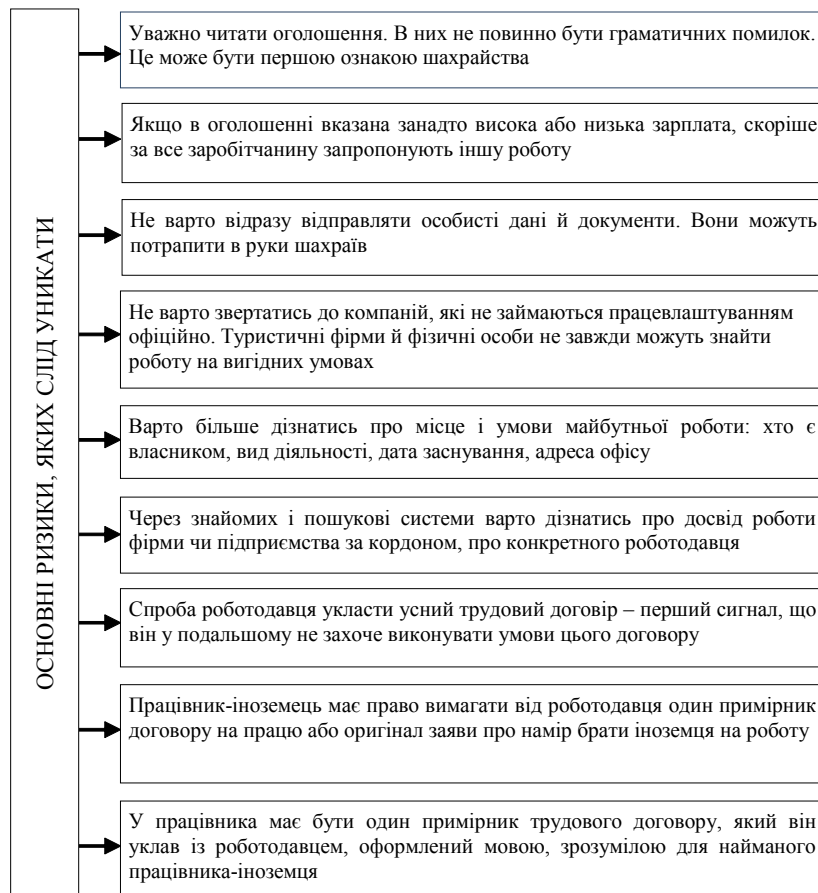 ОСНОВНІ РИЗИКИ, ЯКИХ СЛІД УНИКАТИ
Уважно читати оголошення. В них не повинно бути граматичних помилок.
Це може бути першою ознакою шахрайства
Якщо в оголошенні вказана занадто висока або низька зарплата, скоріше
за все заробітчанину запропонують іншу роботу
Не варто відразу відправляти особисті дані й документи. Вони можуть
потрапити в руки шахраїв
Не варто звертатись до компаній, які не займаються працевлаштуванням
офіційно. Туристичні фірми й фізичні особи не завжди можуть знайти
роботу на вигідних умовах
Варто більше дізнатись про місце і умови майбутньої роботи: хто є
власником, вид діяльності, дата заснування, адреса офісу
Через знайомих і пошукові системи варто дізнатись про досвід роботи
фірми чи підприємства за кордоном, про конкретного роботодавця
Спроба роботодавця укласти усний трудовий договір – перший сигнал, що
він у подальшому не захоче виконувати умови цього договору
Працівник-іноземець має право вимагати від роботодавця один примірник
договору на працю або оригінал заяви про намір брати іноземця на роботу
У працівника має бути один примірник трудового договору, який він
уклав із роботодавцем, оформлений мовою, зрозумілою для найманого
працівника-іноземця